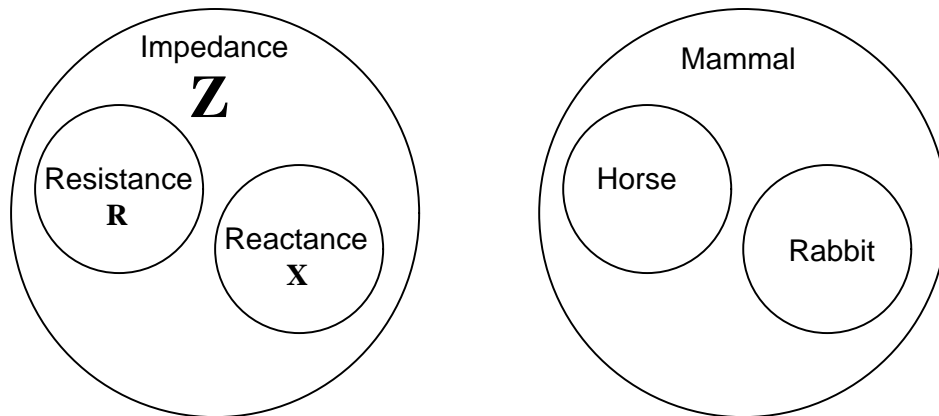 Impedance
Z
Resistance
R
Reactance
X
Mammal
Horse
Rabbit